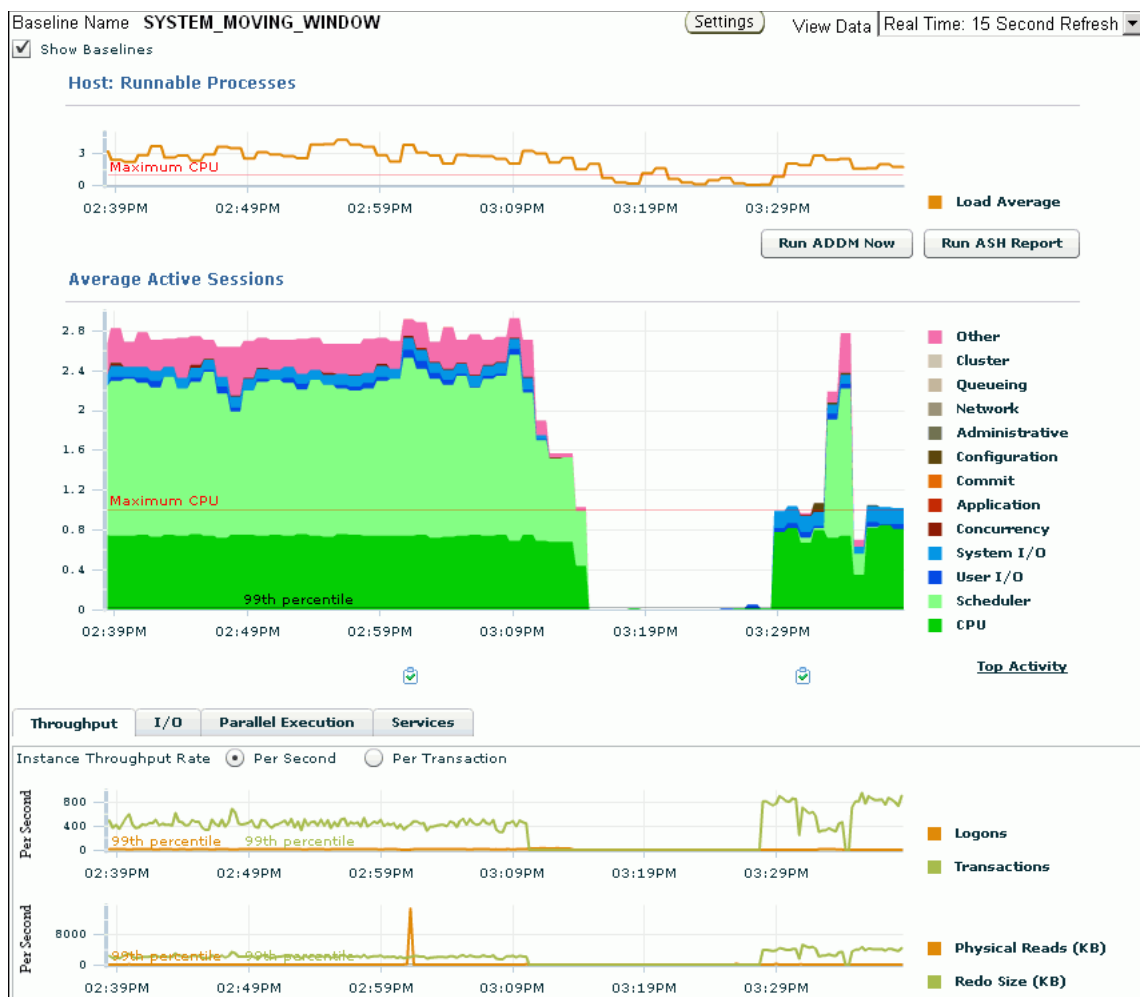 Baseline Name SYSTEM_MOVING_WINDOW Settings View Data Real Time: 15 Second Refresh
Show Baselines
Host: Runnable Processes
3
Maximum CPU
0
02:39PM 02:49PM 02:59PM 03:09PM 03:19PM 03:29PM
Load Average
Run ADDM Now Run ASH Report
Average Active Sessions
2.8
2.4
2
1.6
1.2
Maximum CPU
0.8
0.4
99th percentile
0
02:39PM 02:49PM 02:59PM 03:09PM 03:19PM 03:29PM
Other
Cluster
Queueing
Network
Administrative
Configuration
Commit
Application
Concurrency
System I/O
User I/O
Scheduler
CPU
Top Activity
Throughput I/O Parallel Execution Services
Instance Throughput Rate Per Second Per Transaction
Per Second
800
400
99th percentile 99th percentile
0
02:39PM 02:49PM 02:59PM 03:09PM 03:19PM 03:29PM
Logons
Transactions
Per Second
8000
99th percentile 99th percentile
0
02:39PM 02:49PM 02:59PM 03:09PM 03:19PM 03:29PM
Physical Reads (KB)
Redo Size (KB)